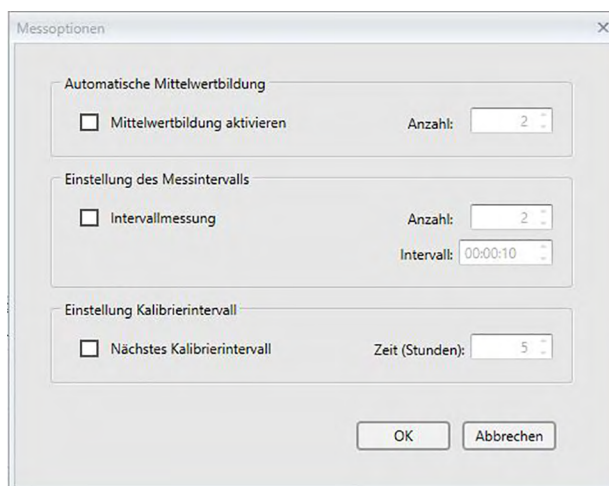 Messoptionen
Automatische Mittelwertbildung
Mittelwertbildung aktivieren Anzahl: 2
Einstellung des Messintervalls
Intervallmessung Anzahl: 2
Intervall: 00:00:10
Einstellung Kalibrierintervall
Nächstes Kalibrierintervall Zeit (Stunden): 5
OK Abbrechen